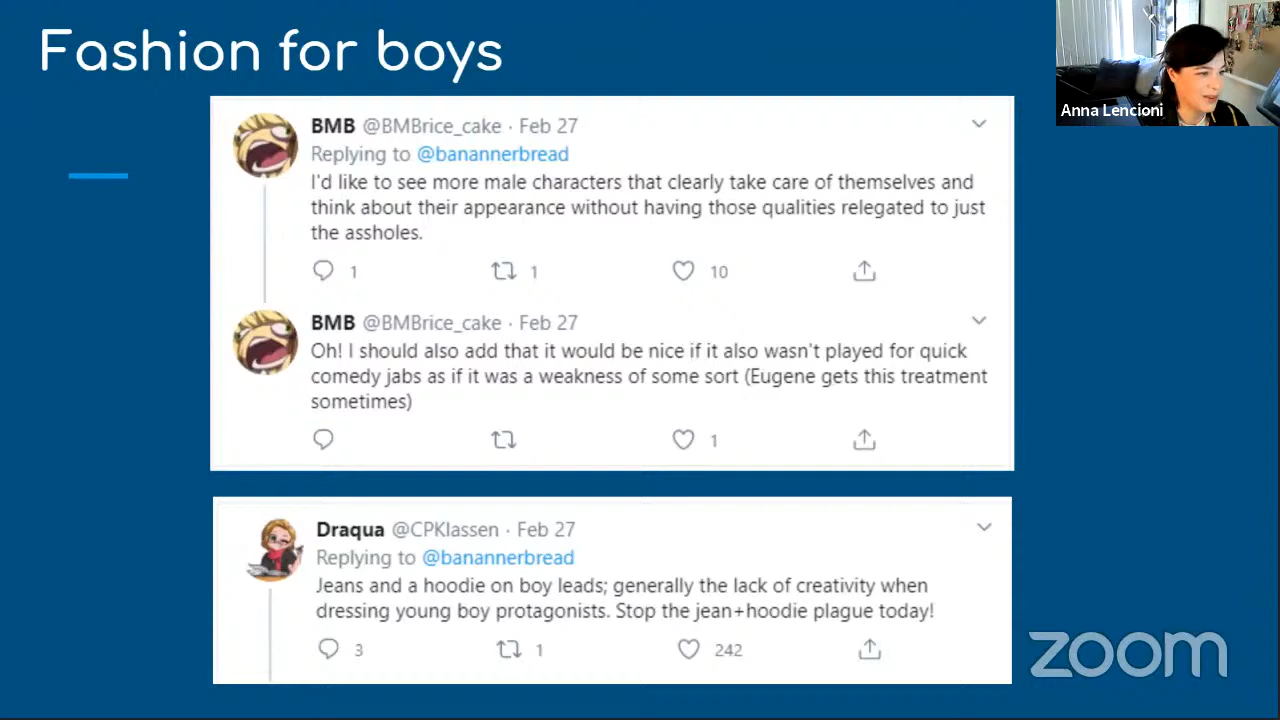 Fashion for boys
Anna Lencioni
BMB @BMBrice_cake · Feb 27
Replying to @banannerbread
I'd like to see more male characters that clearly take care of themselves and
think about their appearance without having those qualities relegated to just
the assholes.
1 1 10
BMB @BMBrice_cake · Feb 27
Oh! I should also add that it would be nice if it also wasn't played for quick
comedy jabs as if it was a weakness of some sort (Eugene gets this treatment
sometimes)
1
Draqua @CPKlassen · Feb 27
Replying to @banannerbread
Jeans and a hoodie on boy leads; generally the lack of creativity when
dressing young boy protagonists. Stop the jean+hoodie plague today!
3 1 242
zoom